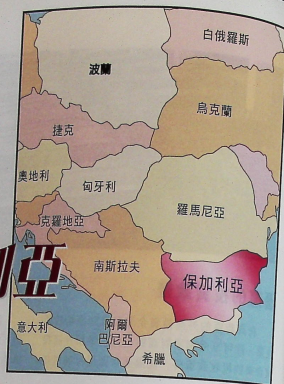 白俄羅斯
波蘭
烏克蘭
捷克
奧地利
匈牙利
羅馬尼亞
克羅地亞
南斯拉夫
保加利亞
意大利
阿爾
巴尼亞
希臘
利亞